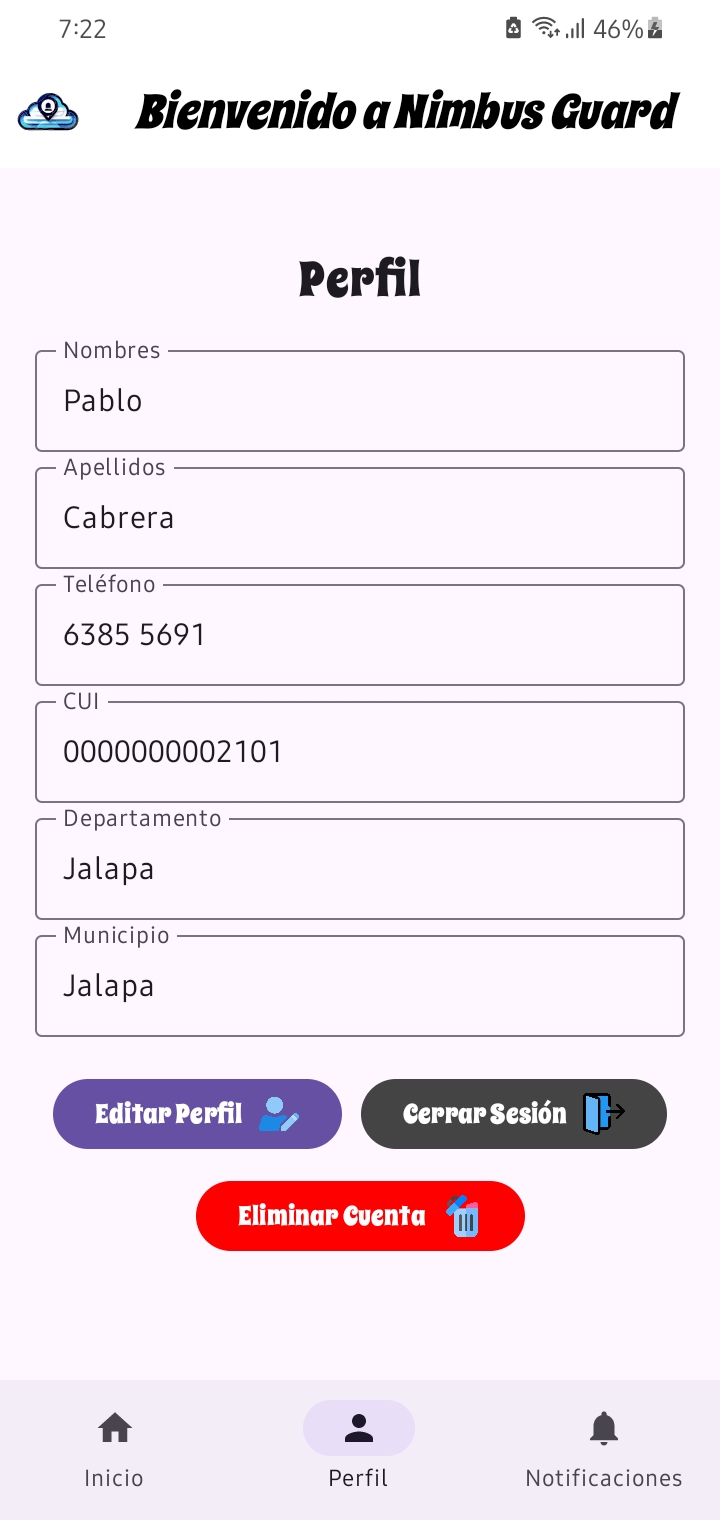 7:22 46%
Bienvenido a Nimbus Guard
Perfil
Nombres
Pablo
Apellidos
Cabrera
Teléfono
6385 5691
CUI
0000000002101
Departamento
Jalapa
Municipio
Jalapa
Editar Perfil Cerrar Sesión
Eliminar Cuenta
Inicio Perfil Notificaciones